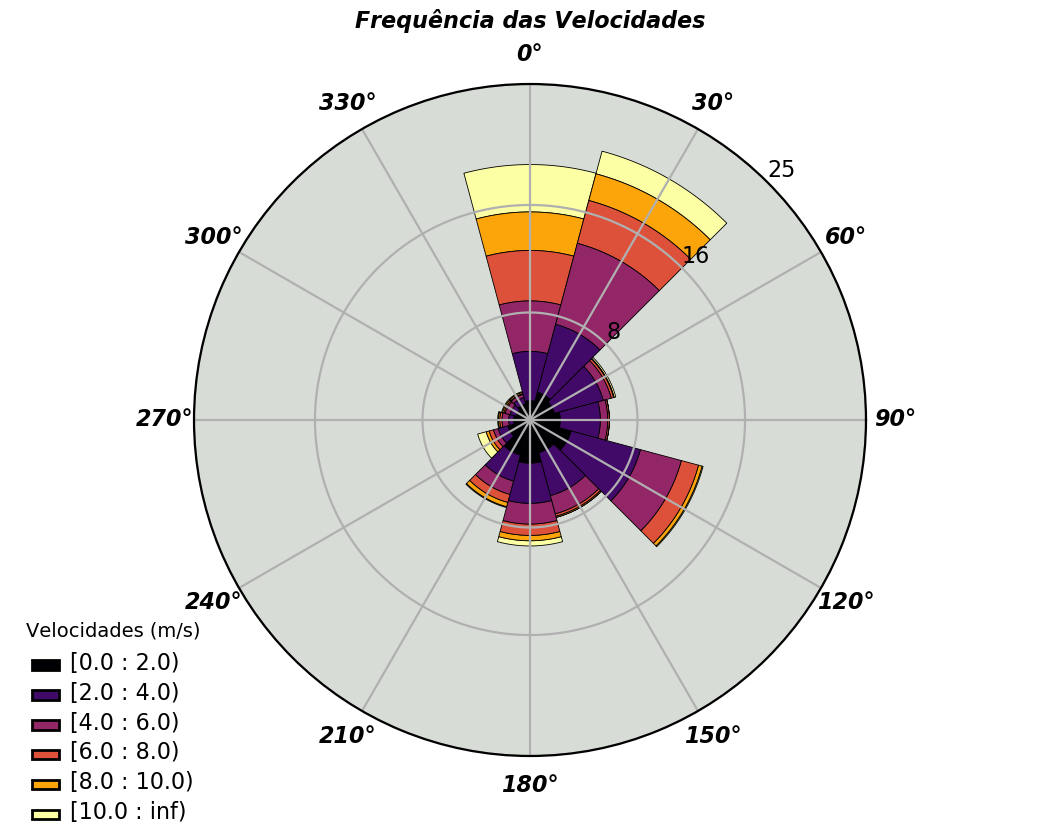 Frequência das Velocidades
0°
330°
30°
25
300°
60°
16
8
270°
90°
240°
120°
210°
150°
180°
Velocidades (m/s)
[0.0 : 2.0)
[2.0 : 4.0)
[4.0 : 6.0)
[6.0 : 8.0)
[8.0 : 10.0)
[10.0 : inf)